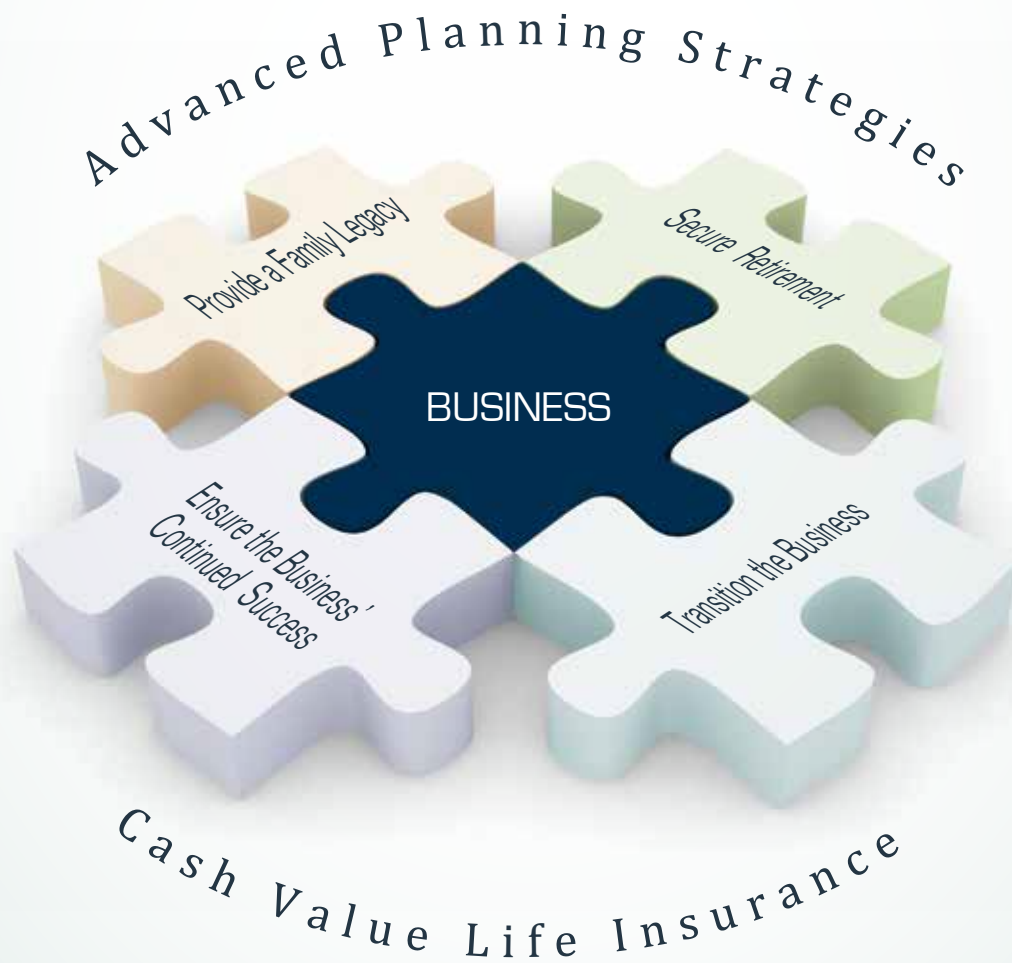 Advanced Planning Strategies
Provide a Family Legacy
Secure Retirement
BUSINESS
Ensure the Business'
Continued Success
Transition the Business
Cash Value Life Insurance